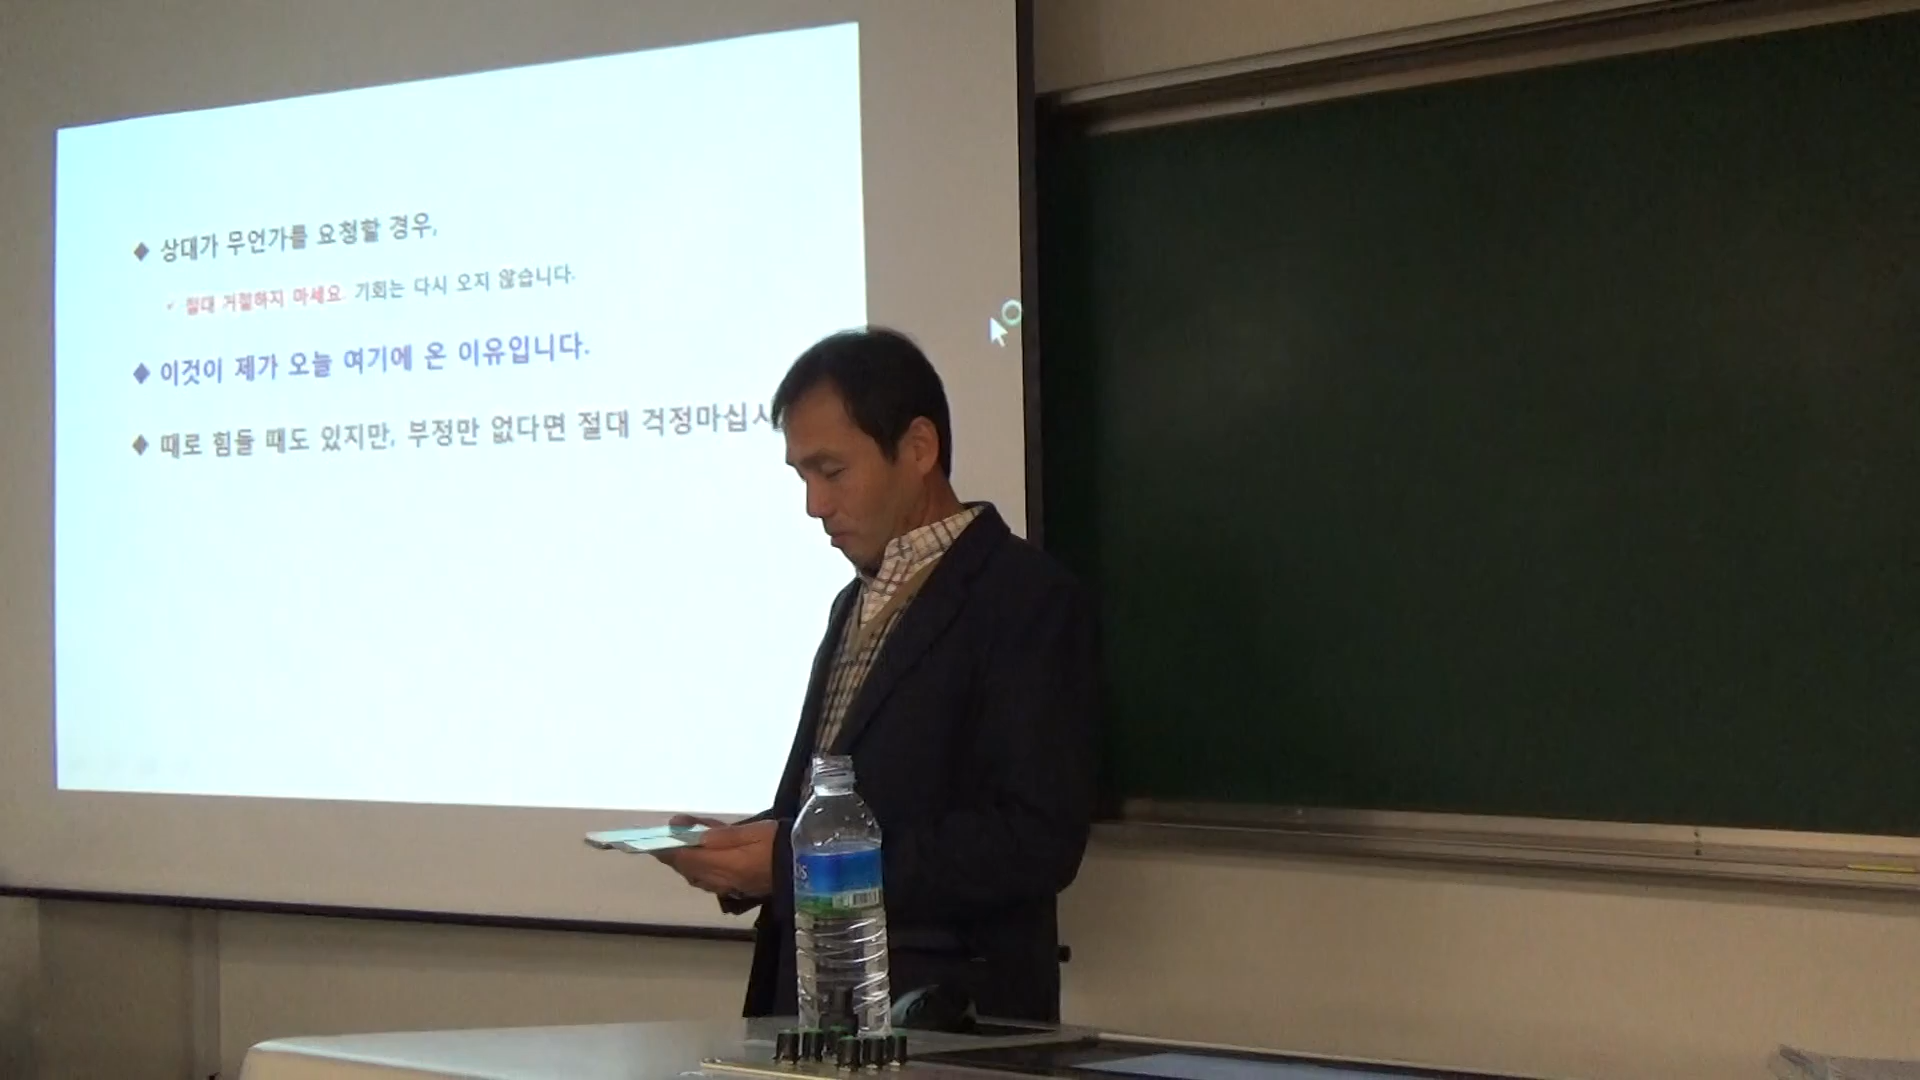 ◆ 상대가 무언가를 요청할 경우,
✓ 절대 거절하지 마세요. 기회는 다시 오지 않습니다.
◆ 이것이 제가 오늘 여기에 온 이유입니다.
◆ 때로 힘들 때도 있지만, 부정만 없다면 절대 걱정마십시
OS